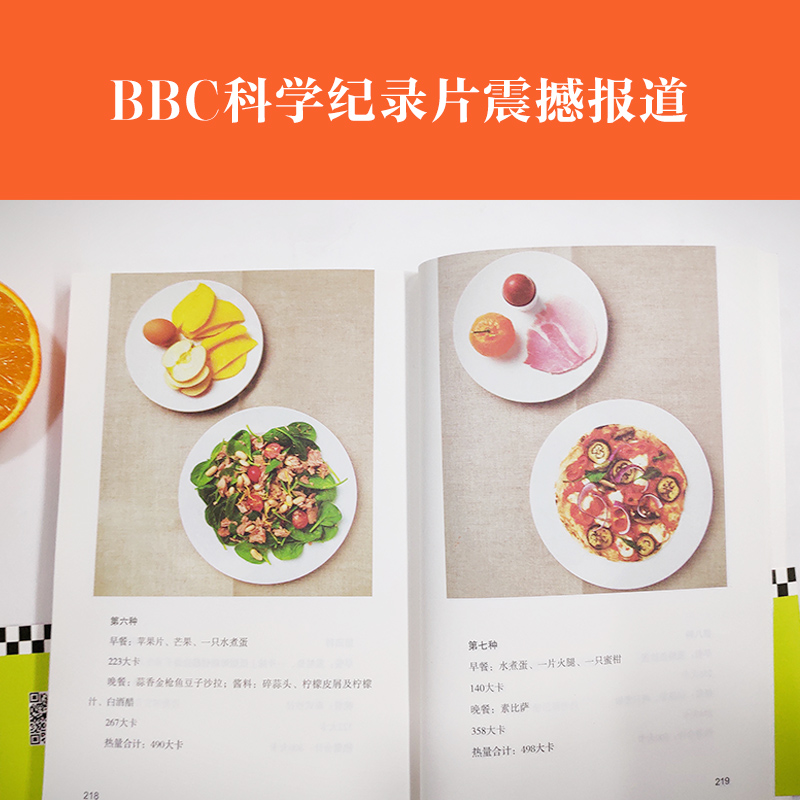 BBC科学纪录片震撼报道
第六种
早餐：苹果片、芒果、一只水煮蛋
223大卡
晚餐：蒜香金枪鱼豆子沙拉；酱料：碎蒜头、柠檬皮屑及柠檬
汁、白酒醋
267大卡
热量合计：490大卡
218
第七种
早餐：水煮蛋、一片火腿、一只蜜柑
140大卡
晚餐：素比萨
358大卡
热量合计：498大卡
219